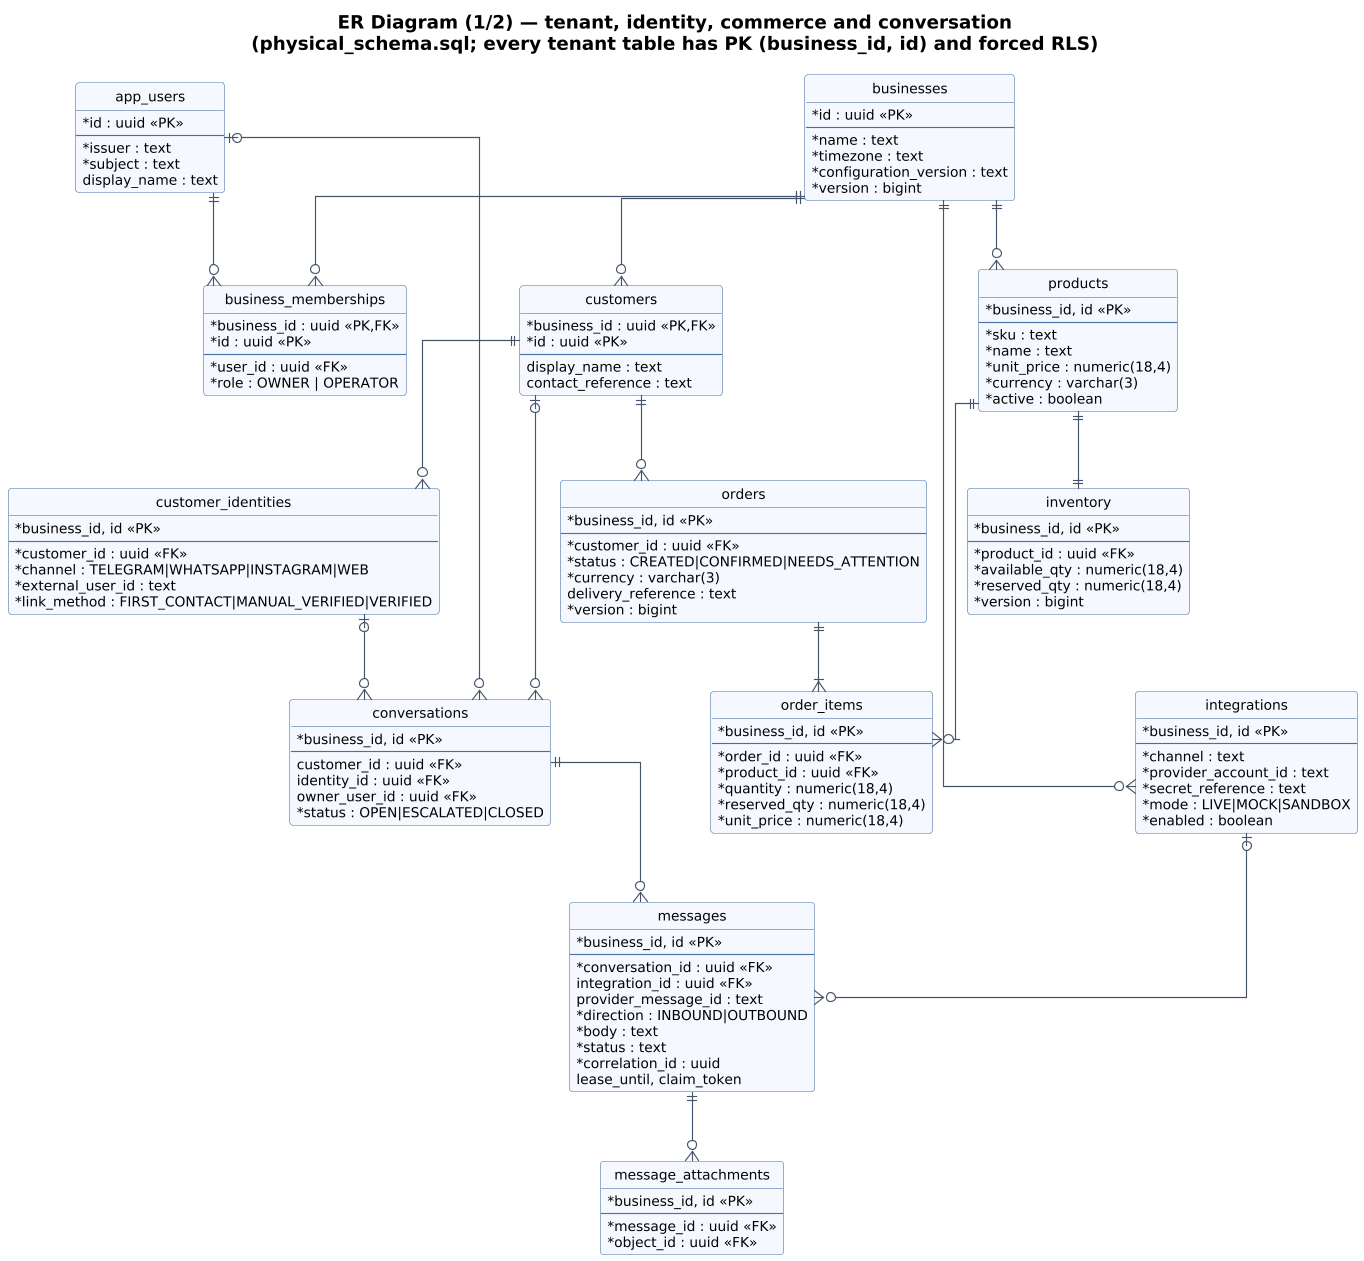 ER Diagram (1/2) — tenant, identity, commerce and conversation
(physical_schema.sql; every tenant table has PK (business_id, id) and forced RLS)
app_users
*id : uuid «PK»
*issuer : text
*subject : text
display_name : text
businesses
*id : uuid «PK»
*name : text
*timezone : text
*configuration_version : text
*version : bigint
business_memberships
*business_id : uuid «PK,FK»
*id : uuid «PK»
*user_id : uuid «FK»
*role : OWNER | OPERATOR
customers
*business_id : uuid «PK,FK»
*id : uuid «PK»
display_name : text
contact_reference : text
products
*business_id, id «PK»
*sku : text
*name : text
*unit_price : numeric(18,4)
*currency : varchar(3)
*active : boolean
customer_identities
*business_id, id «PK»
*customer_id : uuid «FK»
*channel : TELEGRAM|WHATSAPP|INSTAGRAM|WEB
*external_user_id : text
*link_method : FIRST_CONTACT|MANUAL_VERIFIED|VERIFIED
orders
*business_id, id «PK»
*customer_id : uuid «FK»
*status : CREATED|CONFIRMED|NEEDS_ATTENTION
*currency : varchar(3)
delivery_reference : text
*version : bigint
inventory
*business_id, id «PK»
*product_id : uuid «FK»
*available_qty : numeric(18,4)
*reserved_qty : numeric(18,4)
*version : bigint
conversations
*business_id, id «PK»
customer_id : uuid «FK»
identity_id : uuid «FK»
owner_user_id : uuid «FK»
*status : OPEN|ESCALATED|CLOSED
order_items
*business_id, id «PK»
*order_id : uuid «FK»
*product_id : uuid «FK»
*quantity : numeric(18,4)
*reserved_qty : numeric(18,4)
*unit_price : numeric(18,4)
integrations
*business_id, id «PK»
*channel : text
*provider_account_id : text
*secret_reference : text
*mode : LIVE|MOCK|SANDBOX
*enabled : boolean
messages
*business_id, id «PK»
*conversation_id : uuid «FK»
integration_id : uuid «FK»
provider_message_id : text
*direction : INBOUND|OUTBOUND
*body : text
*status : text
*correlation_id : uuid
lease_until, claim_token
message_attachments
*business_id, id «PK»
*message_id : uuid «FK»
*object_id : uuid «FK»